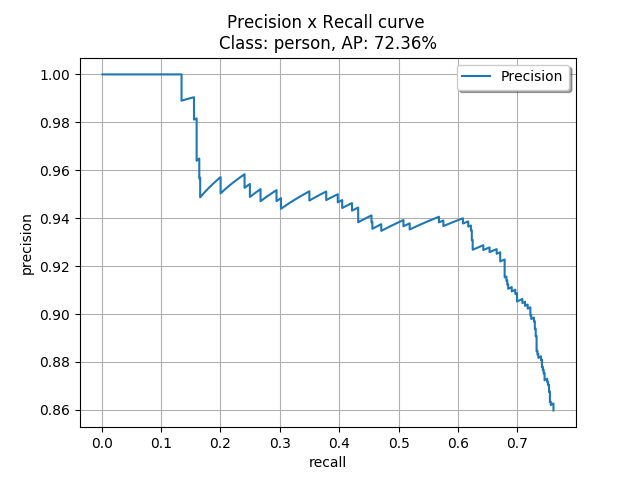 Precision x Recall curve
Class: person, AP: 72.36%
Precision
1.00
0.98
0.96
0.94
0.92
0.90
0.88
0.86
precision
0.0 0.1 0.2 0.3 0.4 0.5 0.6 0.7
recall